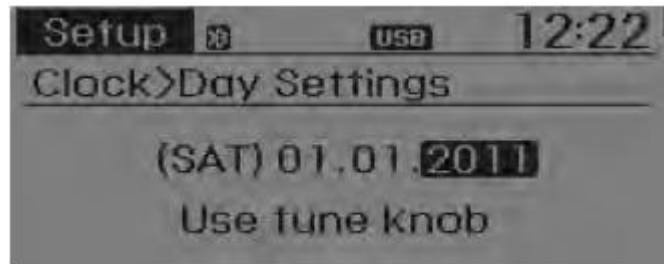 Setup USB 12:22
Clock>Day Settings
(SAT) 01.01.2011
Use tune knob